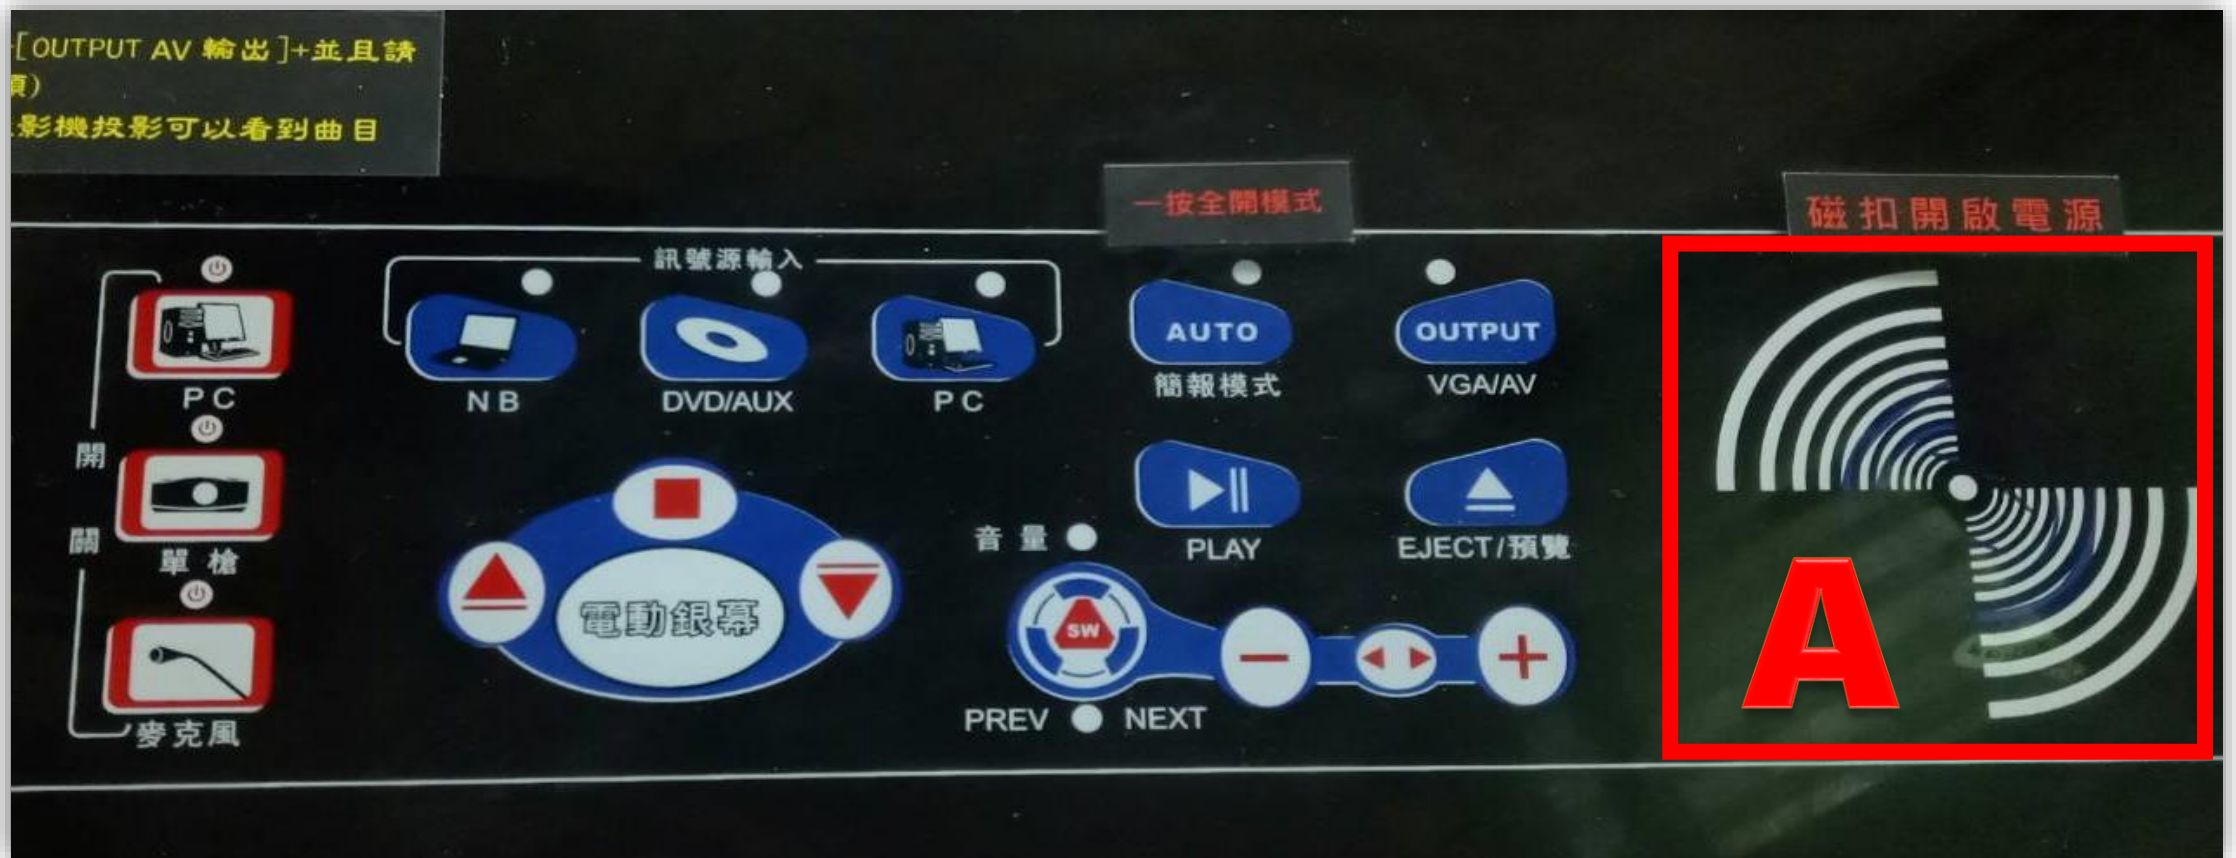 [OUTPUT AV 輸出]+並且請
)
影機投影可以看到曲目
一按全開模式
磁扣開啟電源
訊號源輸入
PC
NB
DVD/AUX
PC
AUTO
簡報模式
OUTPUT
VGA/AV
開
單槍
關
麥克風
電動銀幕
音量
PLAY
EJECT/預覽
SW
PREV
NEXT
A